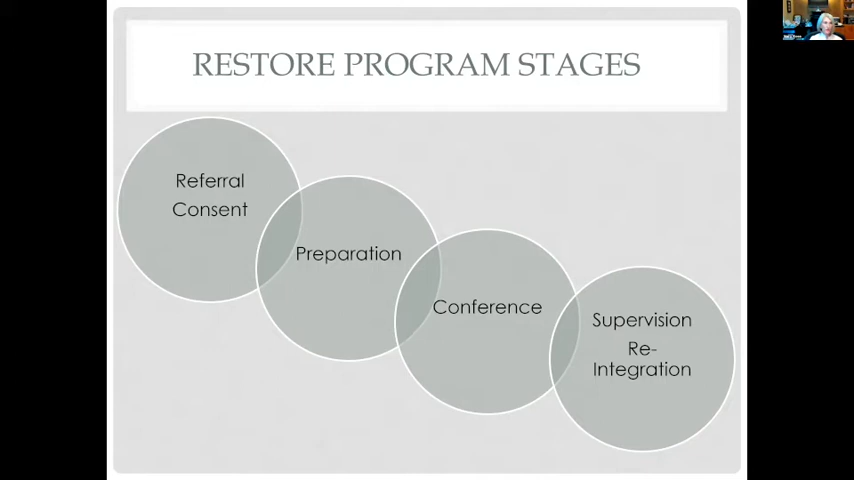 RESTORE PROGRAM STAGES
Referral
Consent
Preparation
Conference
Supervision
Re-
Integration